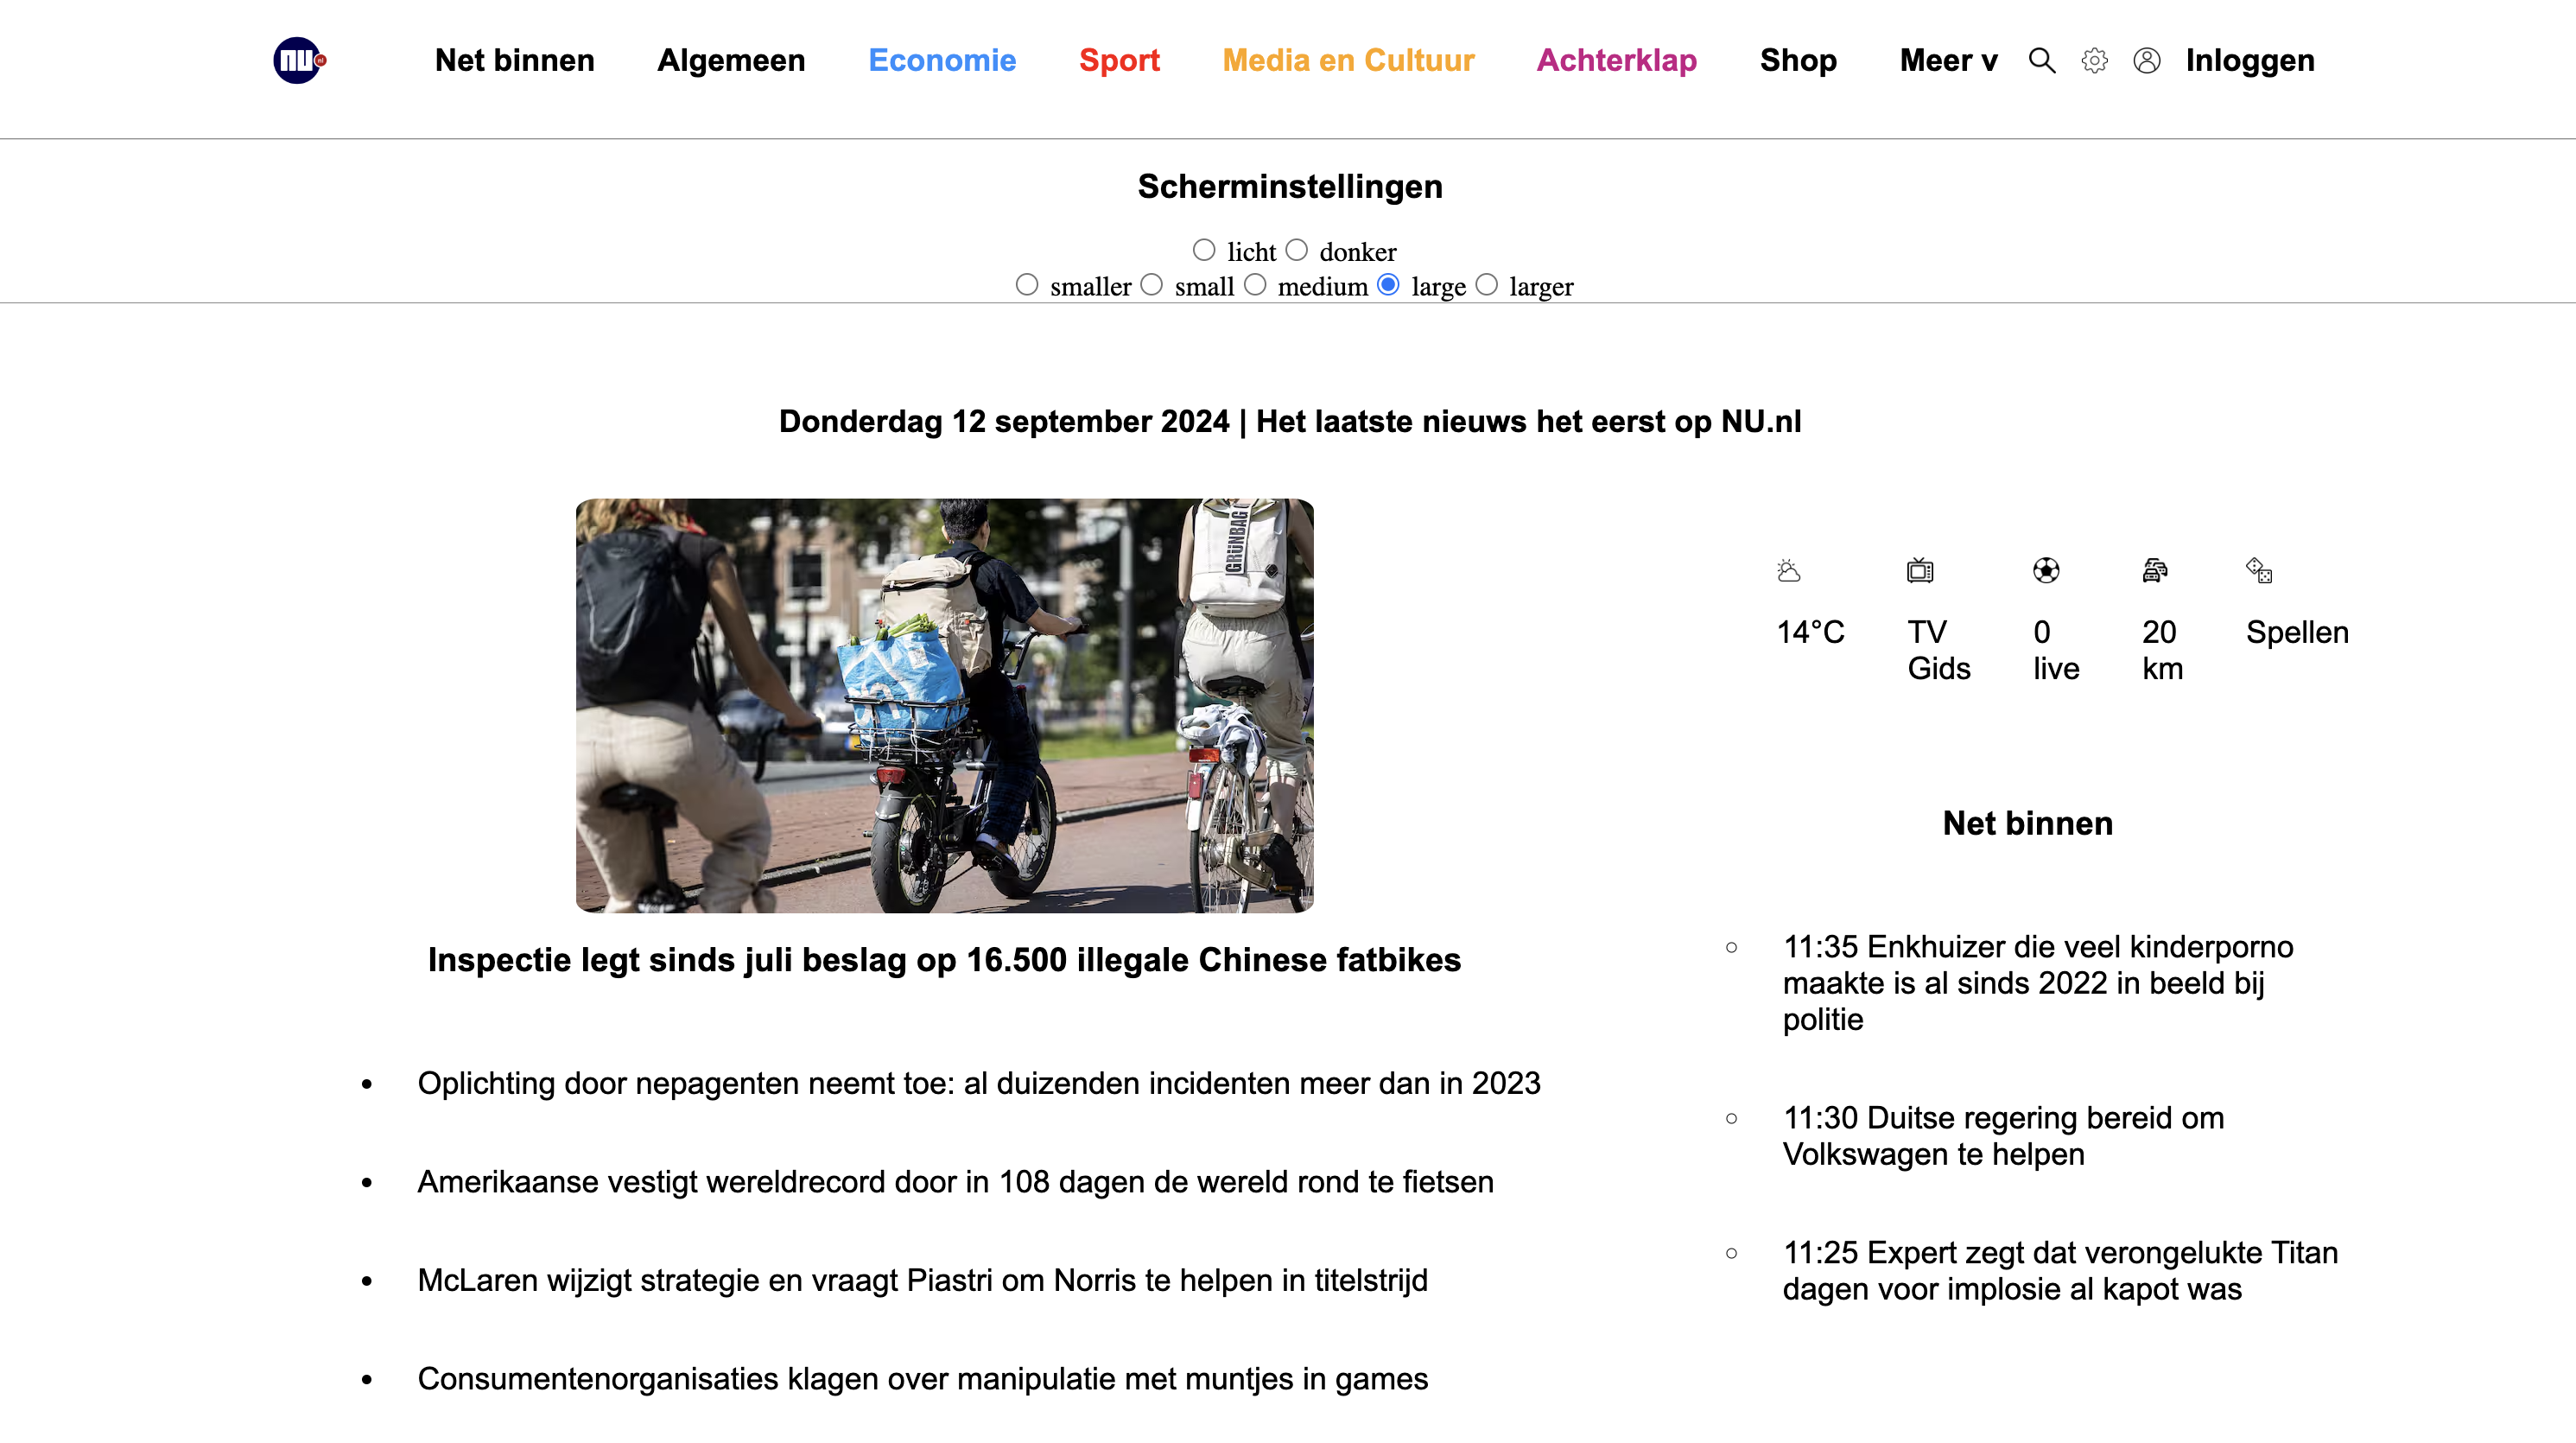 NU nl Net binnen Algemeen Economie Sport Media en Cultuur Achterklap Shop Meer v Inloggen
Scherminstellingen
licht donker
smaller small medium large larger
Donderdag 12 september 2024 | Het laatste nieuws het eerst op NU.nl
GRÜNBAG
14°C
TV
Gids
0
live
20
km
Spellen
Inspectie legt sinds juli beslag op 16.500 illegale Chinese fatbikes
Oplichting door nepagenten neemt toe: al duizenden incidenten meer dan in 2023
Amerikaanse vestigt wereldrecord door in 108 dagen de wereld rond te fietsen
McLaren wijzigt strategie en vraagt Piastri om Norris te helpen in titelstrijd
Consumentenorganisaties klagen over manipulatie met muntjes in games
Net binnen
11:35 Enkhuizer die veel kinderporno
maakte is al sinds 2022 in beeld bij
politie
11:30 Duitse regering bereid om
Volkswagen te helpen
11:25 Expert zegt dat verongelukte Titan
dagen voor implosie al kapot was